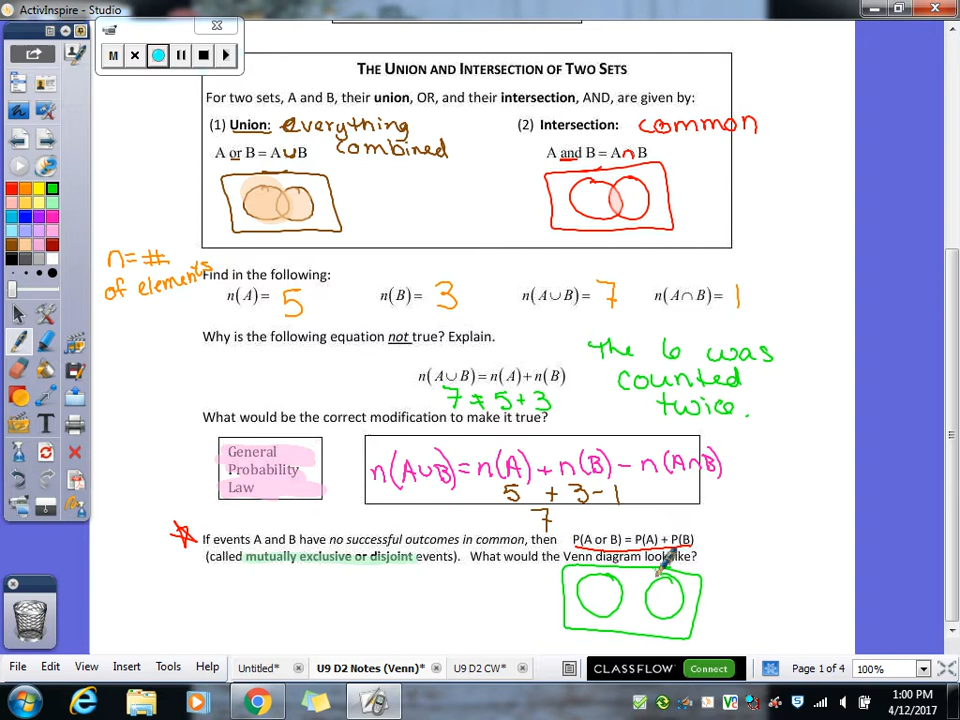 ActivInspire - Studio
THE UNION AND INTERSECTION OF TWO SETS
For two sets, A and B, their union, OR, and their intersection, AND, are given by:
(1) Union: everything
combined
A or B = A∪B
(2) Intersection: common
A and B = A∩B
n = #
of elements
Find in the following:
n(A) = 5 n(B) = 3 n(A∪B) = 7 n(A∩B) = 1
Why is the following equation not true? Explain.
n(A∪B) = n(A)+n(B)
7 ≠ 5 + 3
The 6 was
counted
twice.
What would be the correct modification to make it true?
General
Probability
Law
n(A∪B) = n(A) + n(B) - n(A∩B)
5 + 3 - 1
7
If events A and B have no successful outcomes in common, then P(A or B) = P(A) + P(B)
(called mutually exclusive or disjoint events). What would the Venn diagram look like?
File Edit View Insert Tools Help Untitled* U9 D2 Notes (Venn)* U9 D2 CW* CLASSFLOW Connect Page 1 of 4 100%
1:00 PM
4/12/2017